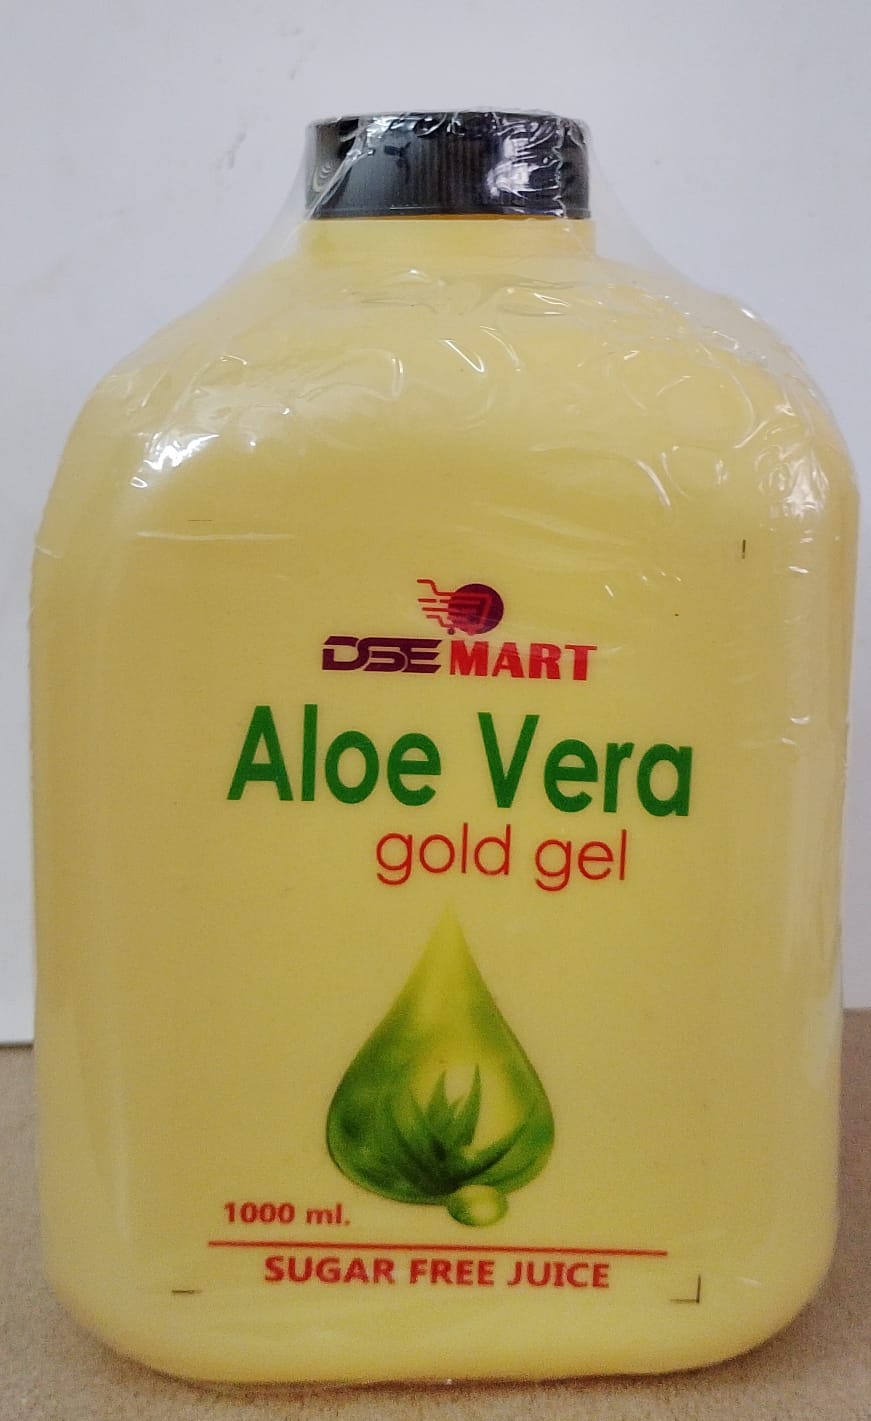 DSE MART
Aloe Vera
gold gel
1000 ml.
SUGAR FREE JUICE